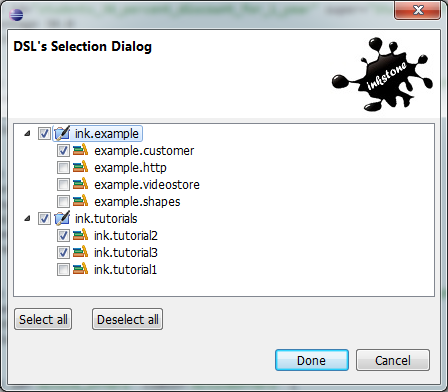 DSL's Selection Dialog
inkstone
ink.example
example.customer
example.http
example.videostore
example.shapes
ink.tutorials
ink.tutorial2
ink.tutorial3
ink.tutorial1
Select all
Deselect all
Done
Cancel